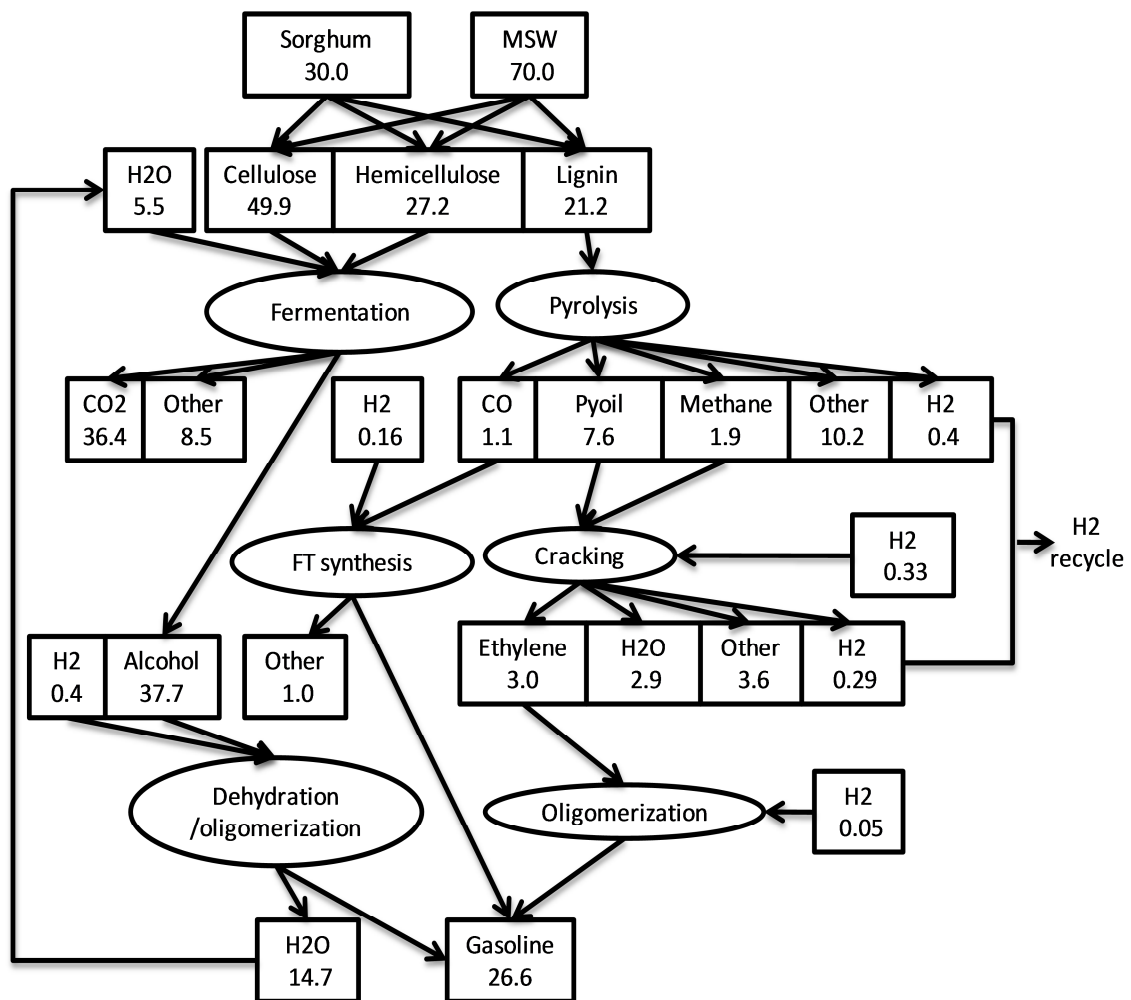 Sorghum
30.0
MSW
70.0
H2O
5.5
Cellulose
49.9
Hemicellulose
27.2
Lignin
21.2
Fermentation
Pyrolysis
CO2
36.4
Other
8.5
H2
0.16
CO
1.1
Pyoil
7.6
Methane
1.9
Other
10.2
H2
0.4
FT synthesis
Cracking
H2
0.33
H2
recycle
H2
0.4
Alcohol
37.7
Other
1.0
Ethylene
3.0
H2O
2.9
Other
3.6
H2
0.29
Dehydration
/oligomerization
Oligomerization
H2
0.05
H2O
14.7
Gasoline
26.6